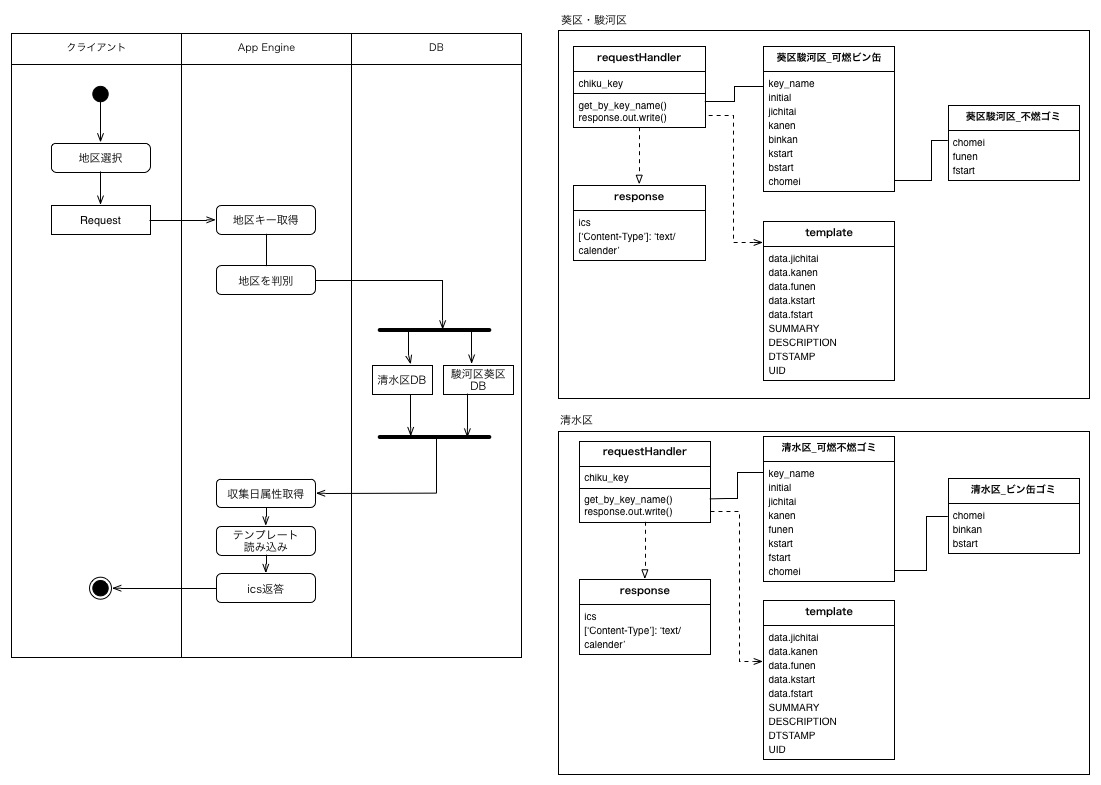 クライアント
App Engine
DB
地区選択
Request
地区キー取得
地区を判別
清水区DB
駿河区葵区
DB
収集日属性取得
テンプレート
読み込み
ics返答
葵区・駿河区
requestHandler
chiku_key
get_by_key_name()
response.out.write()
response
ics
['Content-Type']: ‘text/
calender’
葵区駿河区_可燃ビン缶
key_name
initial
jichitai
kanen
binkan
kstart
bstart
chomei
葵区駿河区_不燃ゴミ
chomei
funen
fstart
template
data.jichitai
data.kanen
data.funen
data.kstart
data.fstart
SUMMARY
DESCRIPTION
DTSTAMP
UID
清水区
requestHandler
chiku_key
get_by_key_name()
response.out.write()
response
ics
['Content-Type']: ‘text/
calender’
清水区_可燃不燃ゴミ
key_name
initial
jichitai
kanen
funen
kstart
fstart
chomei
清水区_ビン缶ゴミ
chomei
binkan
bstart
template
data.jichitai
data.kanen
data.funen
data.kstart
data.fstart
SUMMARY
DESCRIPTION
DTSTAMP
UID